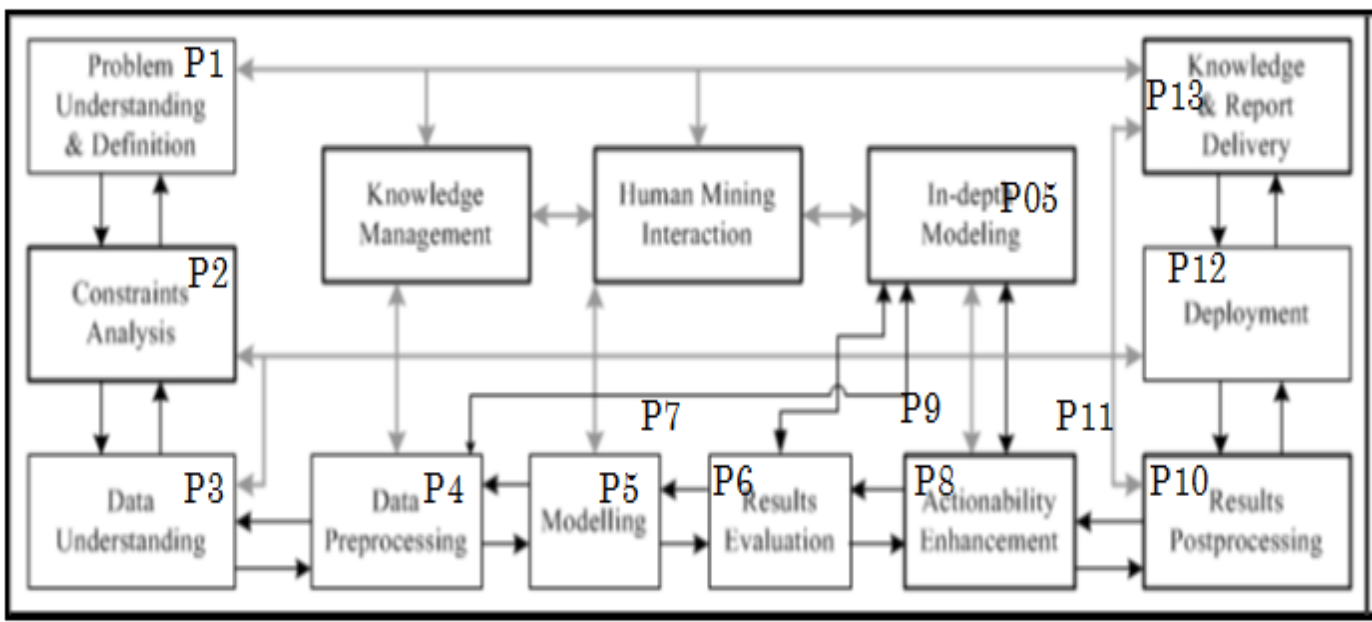 Problem P1
Understanding
& Definition
Knowledge
P13 & Report
Delivery
Knowledge
Management
Human Mining
Interaction
In-depth P05
Modeling
P2
Constraints
Analysis
P12
Deployment
P7
P9
P11
P3
Data
Understanding
P4
Data
Preprocessing
P5
Modelling
P6
Results
Evaluation
P8
Actionability
Enhancement
P10
Results
Postprocessing